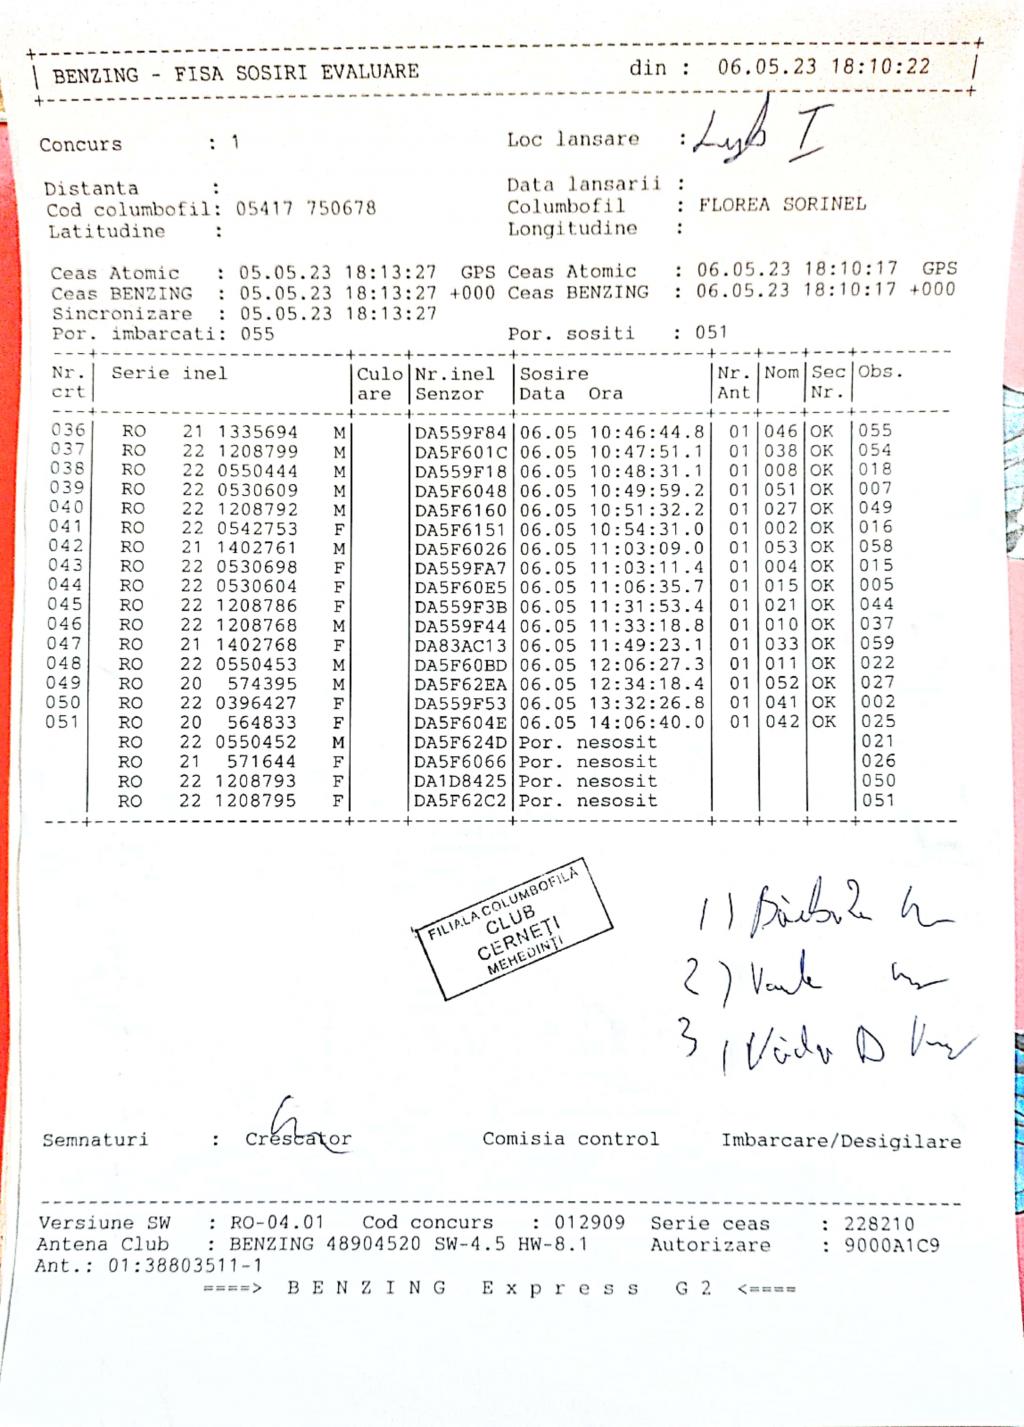 BENZING - FISA SOSIRI EVALUARE din : 06.05.23 18:10:22
Concurs : 1 Loc lansare : I
Distanta : Data lansarii :
Cod columbofil: 05417 750678 Columbofil : FLOREA SORINEL
Latitudine : Longitudine :
Ceas Atomic : 05.05.23 18:13:27 GPS Ceas Atomic : 06.05.23 18:10:17 GPS
Ceas BENZING : 05.05.23 18:13:27 +000 Ceas BENZING : 06.05.23 18:10:17 +000
Sincronizare : 05.05.23 18:13:27
Por. imbarcati: 055 Por. sositi : 051
Nr. Serie inel Culo Nr.inel Sosire Nr. Nom Sec Obs.
crt are Senzor Data Ora Ant Nr.
036 RO 21 1335694 M DA559F84 06.05 10:46:44.8 01 046 OK 055
037 RO 22 1208799 M DA5F601C 06.05 10:47:51.1 01 038 OK 054
038 RO 22 0550444 M DA559F18 06.05 10:48:31.1 01 008 OK 018
039 RO 22 0530609 M DA5F6048 06.05 10:49:59.2 01 051 OK 007
040 RO 22 1208792 M DA5F6160 06.05 10:51:32.2 01 027 OK 049
041 RO 22 0542753 F DA5F6151 06.05 10:54:31.0 01 002 OK 016
042 RO 21 1402761 M DA5F6026 06.05 11:03:09.0 01 053 OK 058
043 RO 22 0530698 F DA559FA7 06.05 11:03:11.4 01 004 OK 015
044 RO 22 0530604 F DA5F60E5 06.05 11:06:35.7 01 015 OK 005
045 RO 22 1208786 F DA559F3B 06.05 11:31:53.4 01 021 OK 044
046 RO 22 1208768 M DA559F44 06.05 11:33:18.8 01 010 OK 037
047 RO 21 1402768 F DA83AC13 06.05 11:49:23.1 01 033 OK 059
048 RO 22 0550453 M DA5F60BD 06.05 12:06:27.3 01 011 OK 022
049 RO 20 574395 M DA5F62EA 06.05 12:34:18.4 01 052 OK 027
050 RO 22 0396427 F DA559F53 06.05 13:32:26.8 01 041 OK 002
051 RO 20 564833 F DA5F604E 06.05 14:06:40.0 01 042 OK 025
RO 22 0550452 M DA5F624D Por. nesosit 021
RO 21 571644 F DA5F6066 Por. nesosit 026
RO 22 1208793 F DA1D8425 Por. nesosit 050
RO 22 1208795 F DA5F62C2 Por. nesosit 051
FILIALA COLUMBOFILĂ
CLUB
CERNEȚI
MEHEDINȚI
1)
2)
3)
Semnaturi : Crescator Comisia control Imbarcare/Desigilare
Versiune SW : RO-04.01 Cod concurs : 012909 Serie ceas : 228210
Antena Club : BENZING 48904520 SW-4.5 HW-8.1 Autorizare : 9000A1C9
Ant.: 01:38803511-1
====> BENZING Express G2 <====